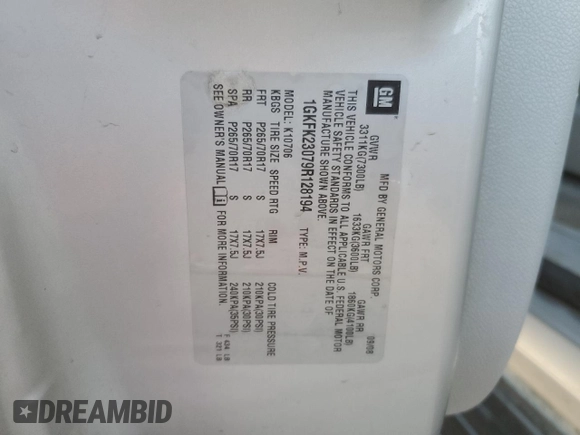 GM
MFD BY GENERAL MOTORS CORP
09/08
GVWR GAWR FRT GAWR RR
3311KG(7300LB) 1633KG(3600LB) 1860KG(4100LB)
THIS VEHICLE CONFORMS TO ALL APPLICABLE U.S. FEDERAL MOTOR
VEHICLE SAFETY STANDARDS IN EFFECT ON THE DATE OF
MANUFACTURE SHOWN ABOVE.
1GKFK23079R128194 TYPE: M.P.V.
MODEL: K10706
KBGS TIRE SIZE SPEED RTG RIM COLD TIRE PRESSURE
FRT P265/70R17 S 17X7.5J 210KPA(30PSI)
RR P265/70R17 S 17X7.5J 210KPA(30PSI)
SPA P265/70R17 S 17X7.5J 240KPA(35PSI)
SEE OWNER'S MANUAL FOR MORE INFORMATION.
DREAMBID